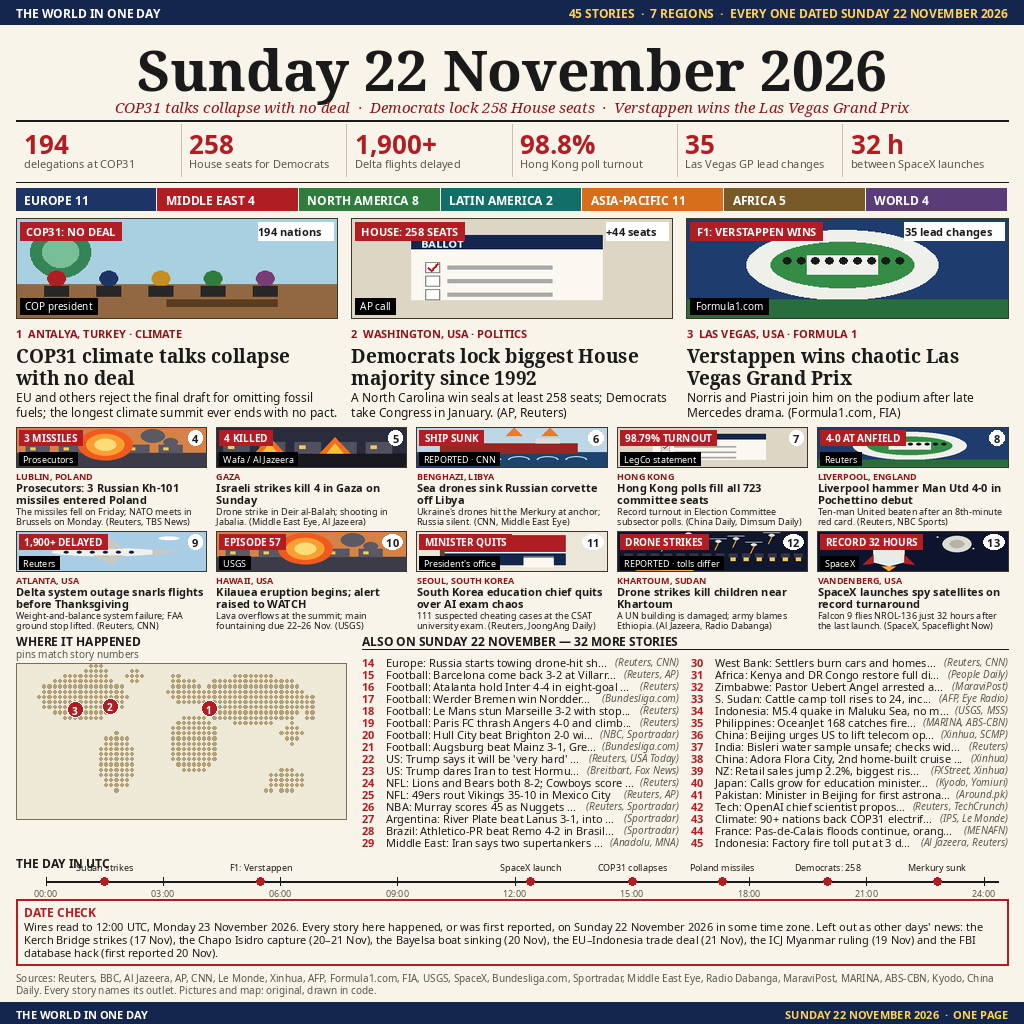 THE WORLD IN ONE DAY
45 STORIES · 7 REGIONS · EVERY ONE DATED SUNDAY 22 NOVEMBER 2026
Sunday 22 November 2026
COP31 talks collapse with no deal · Democrats lock 258 House seats · Verstappen wins the Las Vegas Grand Prix
194
delegations at COP31
258
House seats for Democrats
1,900+
Delta flights delayed
98.8%
Hong Kong poll turnout
35
Las Vegas GP lead changes
32 h
between SpaceX launches
EUROPE 11
MIDDLE EAST 4
NORTH AMERICA 8
LATIN AMERICA 2
ASIA-PACIFIC 11
AFRICA 5
WORLD 4
COP31: NO DEAL
194 nations
COP president
HOUSE: 258 SEATS
+44 seats
BALLOT
AP call
F1: VERSTAPPEN WINS
35 lead changes
Formula1.com
1 ANTALYA, TURKEY · CLIMATE
COP31 climate talks collapse
with no deal
EU and others reject the final draft for omitting fossil
fuels; the longest climate summit ever ends with no pact.
2 WASHINGTON, USA · POLITICS
Democrats lock biggest House
majority since 1992
A North Carolina win seals at least 258 seats; Democrats
take Congress in January. (AP, Reuters)
3 LAS VEGAS, USA · FORMULA 1
Verstappen wins chaotic Las
Vegas Grand Prix
Norris and Piastri join him on the podium after late
Mercedes drama. (Formula1.com, FIA)
3 MISSILES
4
Prosecutors
LUBLIN, POLAND
Prosecutors: 3 Russian Kh-101
missiles entered Poland
The missiles fell on Friday; NATO meets in
Brussels on Monday. (Reuters, TBS News)
4 KILLED
5
Wafa / Al Jazeera
GAZA
Israeli strikes kill 4 in Gaza on
Sunday
Drone strike in Deir al-Balah; shooting in
Jabalia. (Middle East Eye, Al Jazeera)
SHIP SUNK
6
REPORTED · CNN
BENGHAZI, LIBYA
Sea drones sink Russian corvette
off Libya
Ukraine's drones hit the Merkury at anchor;
Russia silent. (CNN, Middle East Eye)
98.79% TURNOUT
7
LegCo statement
HONG KONG
Hong Kong polls fill all 723
committee seats
Record turnout in Election Committee
subsector polls. (China Daily, Dimsum Daily)
4-0 AT ANFIELD
8
Reuters
LIVERPOOL, ENGLAND
Liverpool hammer Man Utd 4-0 in
Pochettino debut
Ten-man United beaten after an 8th-minute
red card. (Reuters, NBC Sports)
1,900+ DELAYED
9
Reuters
ATLANTA, USA
Delta system outage snarls flights
before Thanksgiving
Weight-and-balance system failure; FAA
ground stop lifted. (Reuters, CNN)
EPISODE 57
10
USGS
HAWAII, USA
Kilauea eruption begins; alert
raised to WATCH
Lava overflows at the summit; main
fountaining due 22–26 Nov. (USGS)
MINISTER QUITS
11
President's office
SEOUL, SOUTH KOREA
South Korea education chief quits
over AI exam chaos
111 suspected cheating cases at the CSAT
university exam. (Reuters, JoongAng Daily)
DRONE STRIKES
12
REPORTED · tolls differ
KHARTOUM, SUDAN
Drone strikes kill children near
Khartoum
A UN building is damaged; army blames
Ethiopia. (Al Jazeera, Radio Dabanga)
RECORD 32 HOURS
13
SpaceX
VANDENBERG, USA
SpaceX launches spy satellites on
record turnaround
Falcon 9 flies NROL-136 just 32 hours after
the last launch. (SpaceX, Spaceflight Now)
WHERE IT HAPPENED
pins match story numbers
3
2
1
ALSO ON SUNDAY 22 NOVEMBER — 32 MORE STORIES
14 Europe: Russia starts towing drone-hit sh... (Reuters, CNN)
15 Football: Barcelona come back 3-2 at Villarr... (Reuters, AP)
16 Football: Atalanta hold Inter 4-4 in eight-goal ... (Reuters)
17 Football: Werder Bremen win Nordder... (Bundesliga.com)
18 Football: Le Mans stun Marseille 3-2 with stop... (Reuters)
19 Football: Paris FC thrash Angers 4-0 and climb... (Reuters)
20 Football: Hull City beat Brighton 2-0 wi... (NBC, Sportradar)
21 Football: Augsburg beat Mainz 3-1, Gre... (Bundesliga.com)
22 US: Trump says it will be 'very hard' ... (Reuters, USA Today)
23 US: Trump dares Iran to test Hormu... (Breitbart, Fox News)
24 NFL: Lions and Bears both 8-2; Cowboys score ... (Reuters)
25 NFL: 49ers rout Vikings 35-10 in Mexico City (Reuters, AP)
26 NBA: Murray scores 45 as Nuggets ... (Reuters, Sportradar)
27 Argentina: River Plate beat Lanus 3-1, into ... (Sportradar)
28 Brazil: Athletico-PR beat Remo 4-2 in Brasil... (Sportradar)
29 Middle East: Iran says two supertankers ... (Anadolu, MNA)
30 West Bank: Settlers burn cars and homes... (Reuters, CNN)
31 Africa: Kenya and DR Congo restore full di... (People Daily)
32 Zimbabwe: Pastor Uebert Angel arrested a... (MaraviPost)
33 S. Sudan: Cattle camp toll rises to 24, inc... (AFP, Eye Radio)
34 Indonesia: M5.4 quake in Maluku Sea, no m... (USGS, MSS)
35 Philippines: OceanJet 168 catches fire... (MARINA, ABS-CBN)
36 China: Beijing urges US to lift telecom op... (Xinhua, SCMP)
37 India: Bisleri water sample unsafe; checks wid... (Reuters)
38 China: Adora Flora City, 2nd home-built cruise ... (Xinhua)
39 NZ: Retail sales jump 2.2%, biggest ris... (FXStreet, Xinhua)
40 Japan: Calls grow for education minister... (Kyodo, Yomiuri)
41 Pakistan: Minister in Beijing for first astrona... (Around.pk)
42 Tech: OpenAI chief scientist propos... (Reuters, TechCrunch)
43 Climate: 90+ nations back COP31 electrif... (IPS, Le Monde)
44 France: Pas-de-Calais floods continue, orang... (MENAFN)
45 Indonesia: Factory fire toll put at 3 d... (Al Jazeera, Reuters)
THE DAY IN UTC
Sudan strikes
F1: Verstappen
SpaceX launch
COP31 collapses
Poland missiles
Democrats: 258
Merkury sunk
00:00
03:00
06:00
09:00
12:00
15:00
18:00
21:00
24:00
DATE CHECK
Wires read to 12:00 UTC, Monday 23 November 2026. Every story here happened, or was first reported, on Sunday 22 November 2026 in some time zone. Left out as other days' news: the
Kerch Bridge strikes (17 Nov), the Chapo Isidro capture (20–21 Nov), the Bayelsa boat sinking (20 Nov), the EU–Indonesia trade deal (21 Nov), the ICJ Myanmar ruling (19 Nov) and the FBI
database hack (first reported 20 Nov).
Sources: Reuters, BBC, Al Jazeera, AP, CNN, Le Monde, Xinhua, AFP, Formula1.com, FIA, USGS, SpaceX, Bundesliga.com, Sportradar, Middle East Eye, Radio Dabanga, MaraviPost, MARINA, ABS-CBN, Kyodo, China
Daily. Every story names its outlet. Pictures and map: original, drawn in code.
THE WORLD IN ONE DAY
SUNDAY 22 NOVEMBER 2026 · ONE PAGE